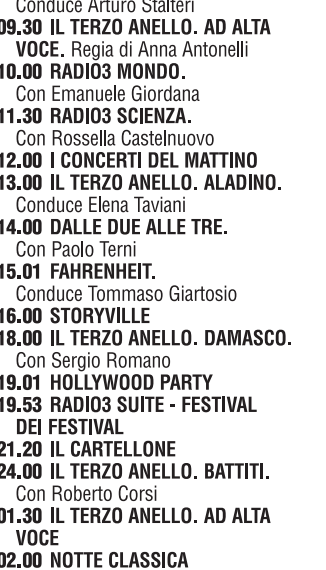 Conduce Arturo Stalteri
09.30 IL TERZO ANELLO. AD ALTA
VOCE. Regia di Anna Antonelli
10.00 RADIO3 MONDO.
Con Emanuele Giordana
11.30 RADIO3 SCIENZA.
Con Rossella Castelnuovo
12.00 I CONCERTI DEL MATTINO
13.00 IL TERZO ANELLO. ALADINO.
Conduce Elena Taviani
14.00 DALLE DUE ALLE TRE.
Con Paolo Terni
15.01 FAHRENHEIT.
Conduce Tommaso Giartosio
16.00 STORYVILLE
18.00 IL TERZO ANELLO. DAMASCO.
Con Sergio Romano
19.01 HOLLYWOOD PARTY
19.53 RADIO3 SUITE - FESTIVAL
DEI FESTIVAL
21.20 IL CARTELLONE
24.00 IL TERZO ANELLO. BATTITI.
Con Roberto Corsi
01.30 IL TERZO ANELLO. AD ALTA
VOCE
02.00 NOTTE CLASSICA